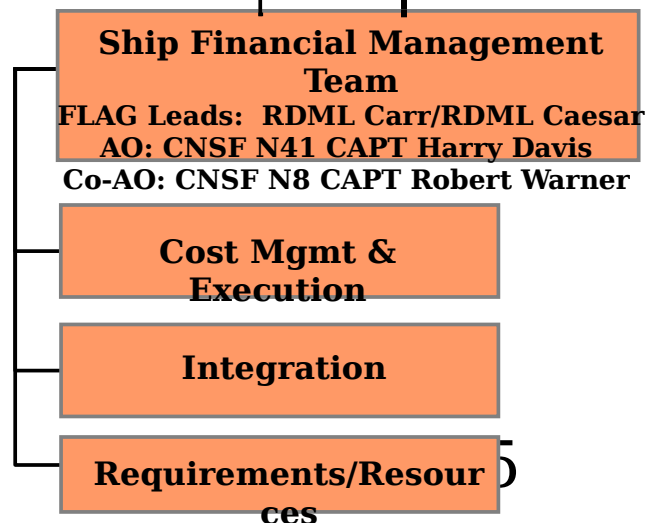 Ship Financial Management
Team
FLAG Leads: RDML Carr/RDML Caesar
AO: CNSF N41 CAPT Harry Davis
Co-AO: CNSF N8 CAPT Robert Warner
Cost Mgmt &
Execution
Integration
Requirements/Resour
ces